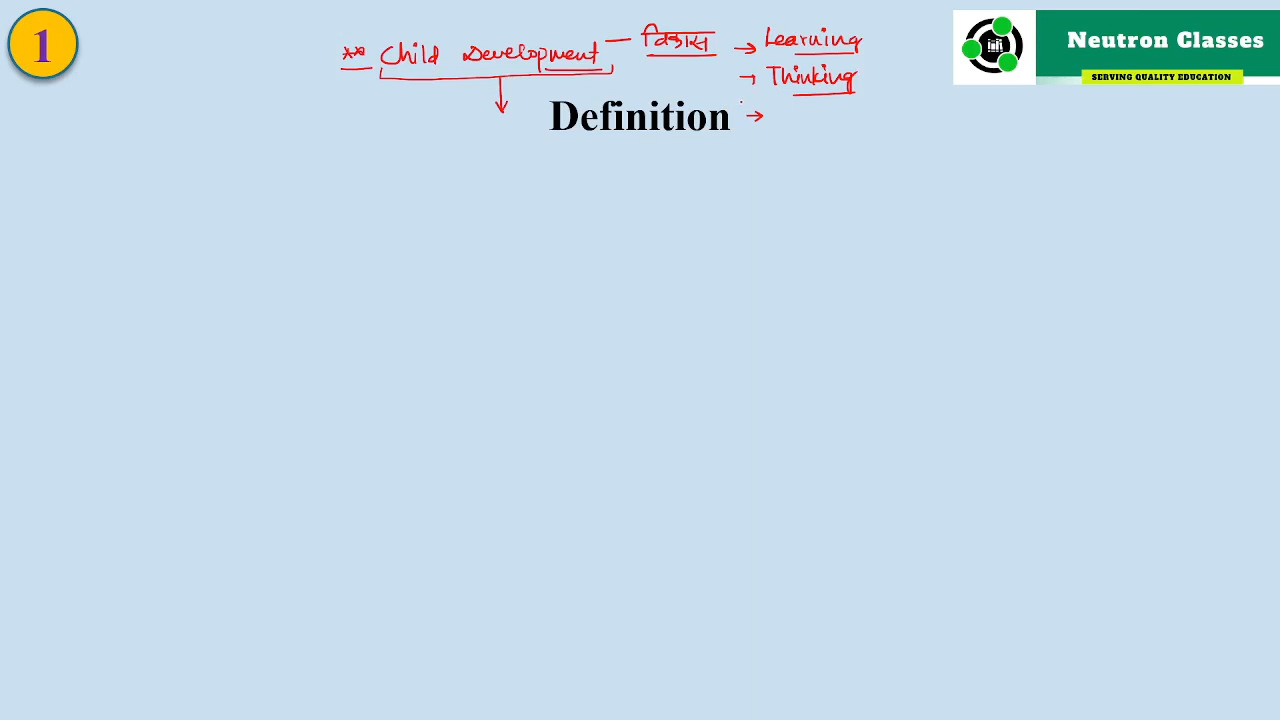 1
** Child Development — विकास → Learning
→ Thinking
Definition →
Neutron Classes
SERVING QUALITY EDUCATION